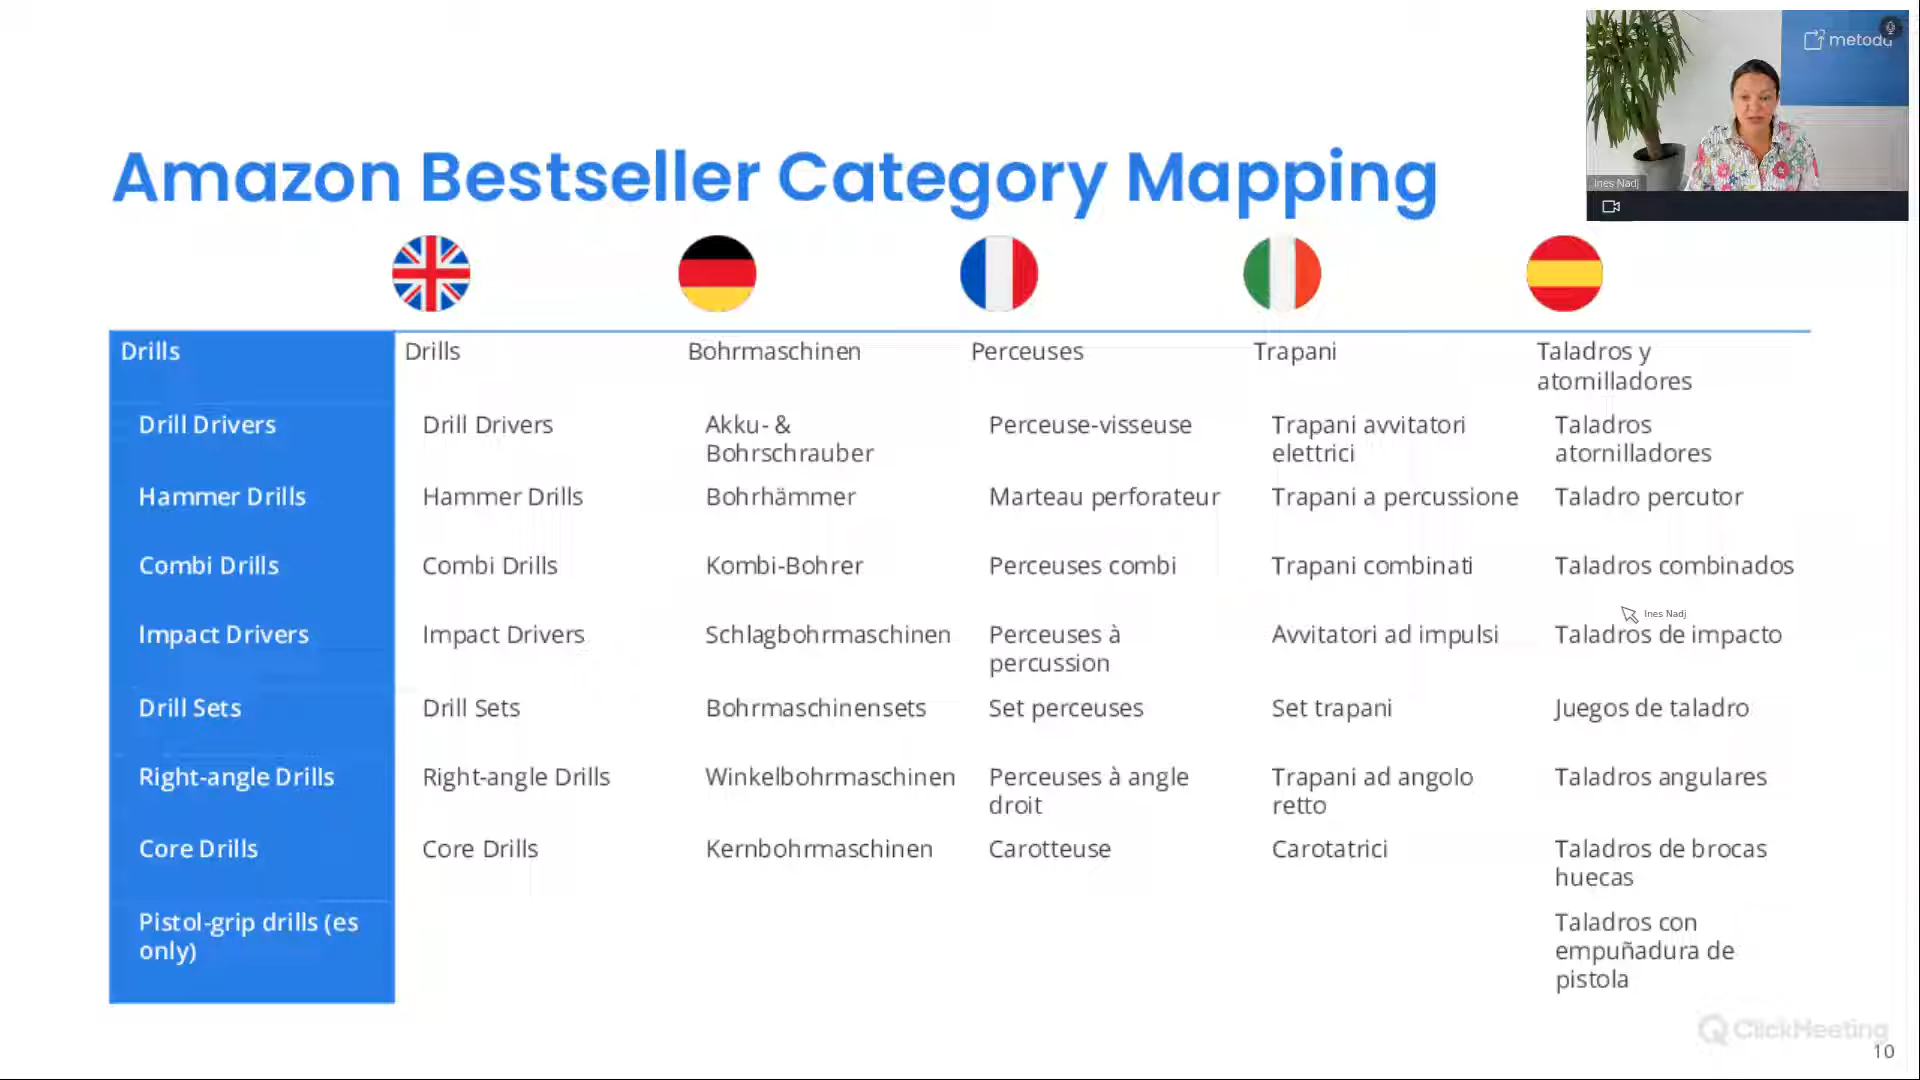 metoda
Ines Nadj
Amazon Bestseller Category Mapping
Drills
Drills
Bohrmaschinen
Perceuses
Trapani
Taladros y
atornilladores
Drill Drivers
Drill Drivers
Akku- &
Bohrschrauber
Perceuse-visseuse
Trapani avvitatori
elettrici
Taladros
atornilladores
Hammer Drills
Hammer Drills
Bohrhämmer
Marteau perforateur
Trapani a percussione
Taladro percutor
Combi Drills
Combi Drills
Kombi-Bohrer
Perceuses combi
Trapani combinati
Taladros combinados
Ines Nadj
Impact Drivers
Impact Drivers
Schlagbohrmaschinen
Perceuses à
percussion
Avvitatori ad impulsi
Taladros de impacto
Drill Sets
Drill Sets
Bohrmaschinensets
Set perceuses
Set trapani
Juegos de taladro
Right-angle Drills
Right-angle Drills
Winkelbohrmaschinen
Perceuses à angle
droit
Trapani ad angolo
retto
Taladros angulares
Core Drills
Core Drills
Kernbohrmaschinen
Carotteuse
Carotatrici
Taladros de brocas
huecas
Pistol-grip drills (es
only)
Taladros con
empuñadura de
pistola
ClickMeeting
10